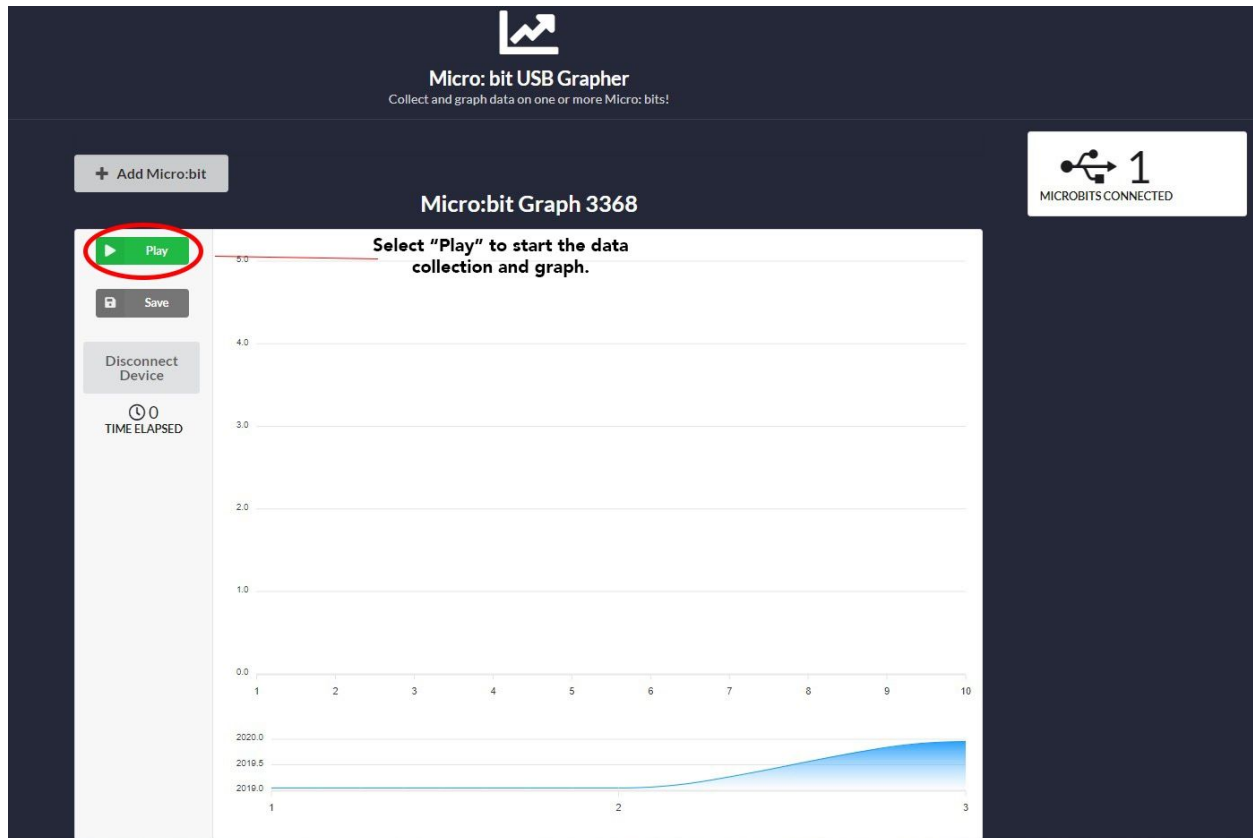 Micro: bit USB Grapher
Collect and graph data on one or more Micro: bits!
+ Add Micro:bit
1
MICROBITS CONNECTED
Micro:bit Graph 3368
Play
Select “Play” to start the data
collection and graph.
Save
Disconnect
Device
0
TIME ELAPSED
5.0
4.0
3.0
2.0
1.0
0.0
1 2 3 4 5 6 7 8 9 10
2020.0
2019.5
2019.0
1 2 3